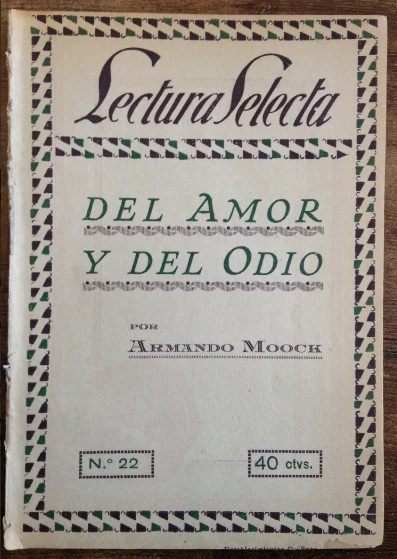 Lectura Selecta
DEL AMOR
Y DEL ODIO
POR
ARMANDO MOOCK
N.º 22
40 ctvs.